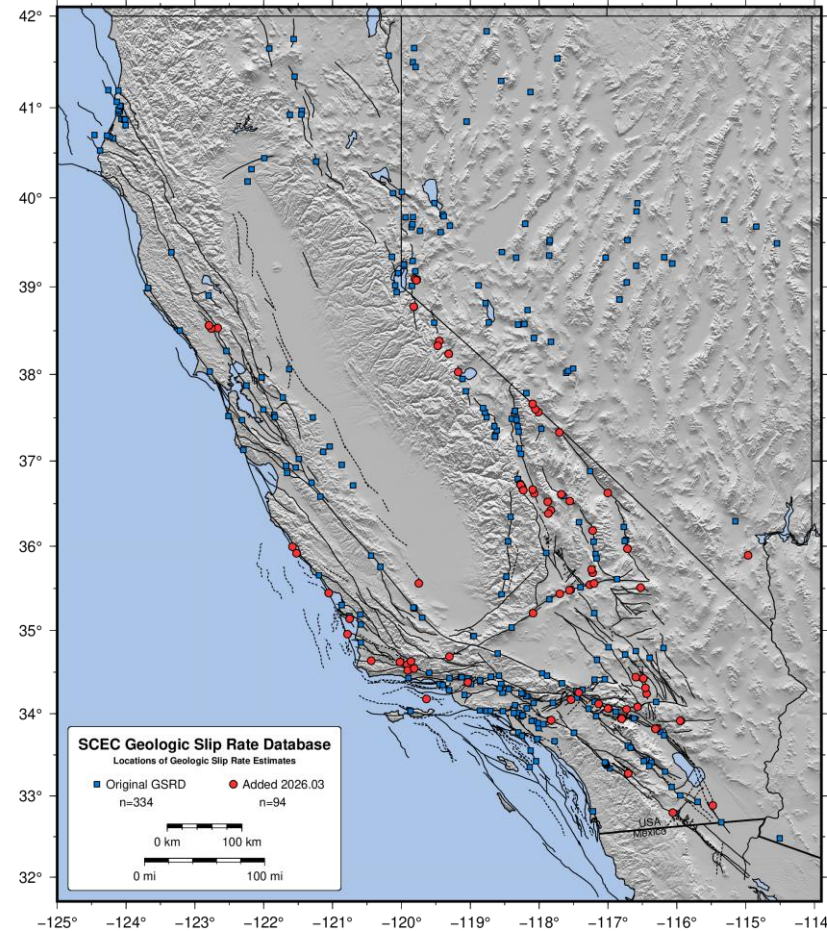 42°
41°
40°
39°
38°
37°
36°
35°
34°
33°
32°
SCEC Geologic Slip Rate Database
Locations of Geologic Slip Rate Estimates
Original GSRD
Added 2026.03
n=334
n=94
0 km
100 km
0 mi
100 mi
USA
Mexico
−125°
−124°
−123°
−122°
−121°
−120°
−119°
−118°
−117°
−116°
−115°
−114°